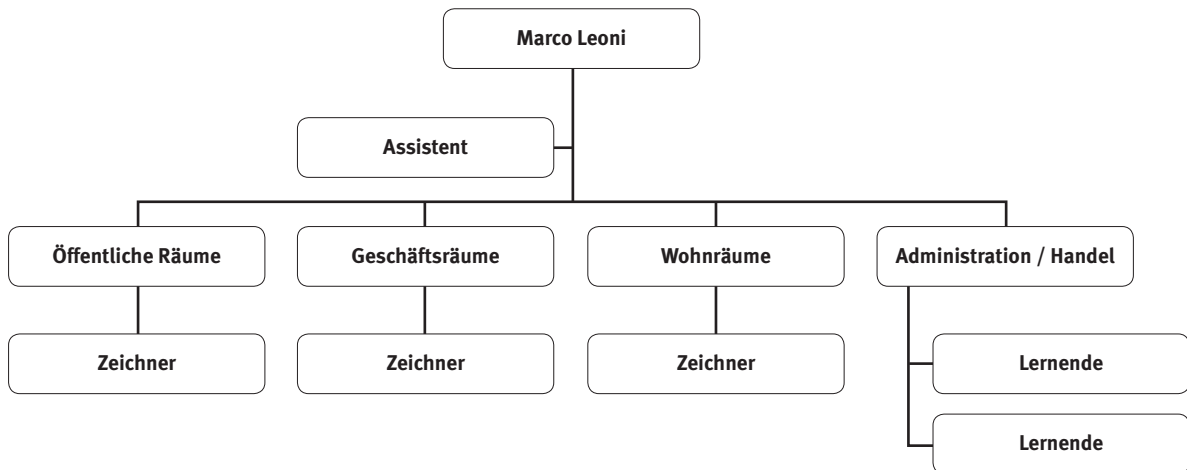 Marco Leoni
Assistent
Öffentliche Räume
Geschäftsräume
Wohnräume
Administration / Handel
Zeichner
Zeichner
Zeichner
Lernende
Lernende